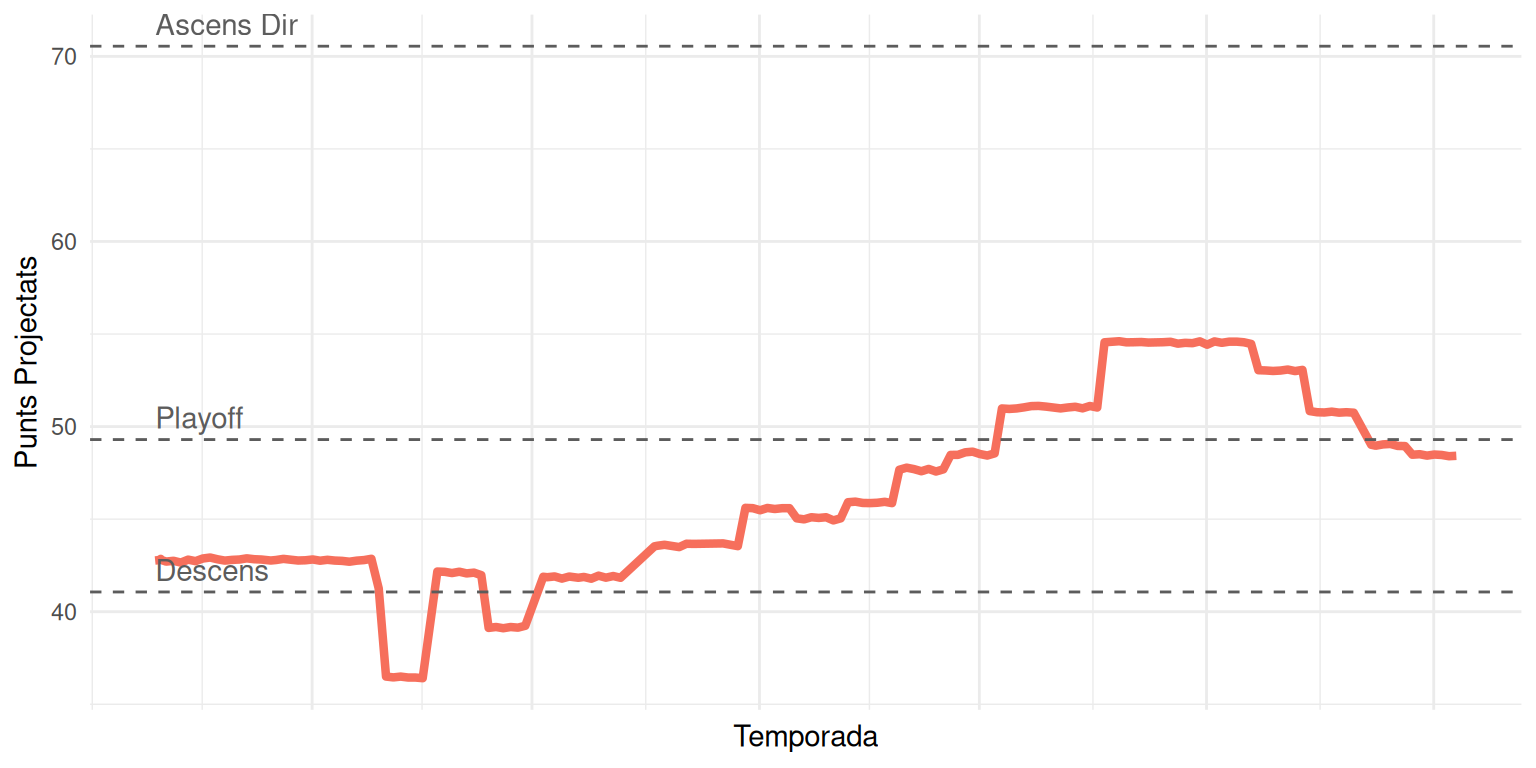 Ascens Dir
70
60
Punts Projectats
Playoff
50
Descens
40
Temporada